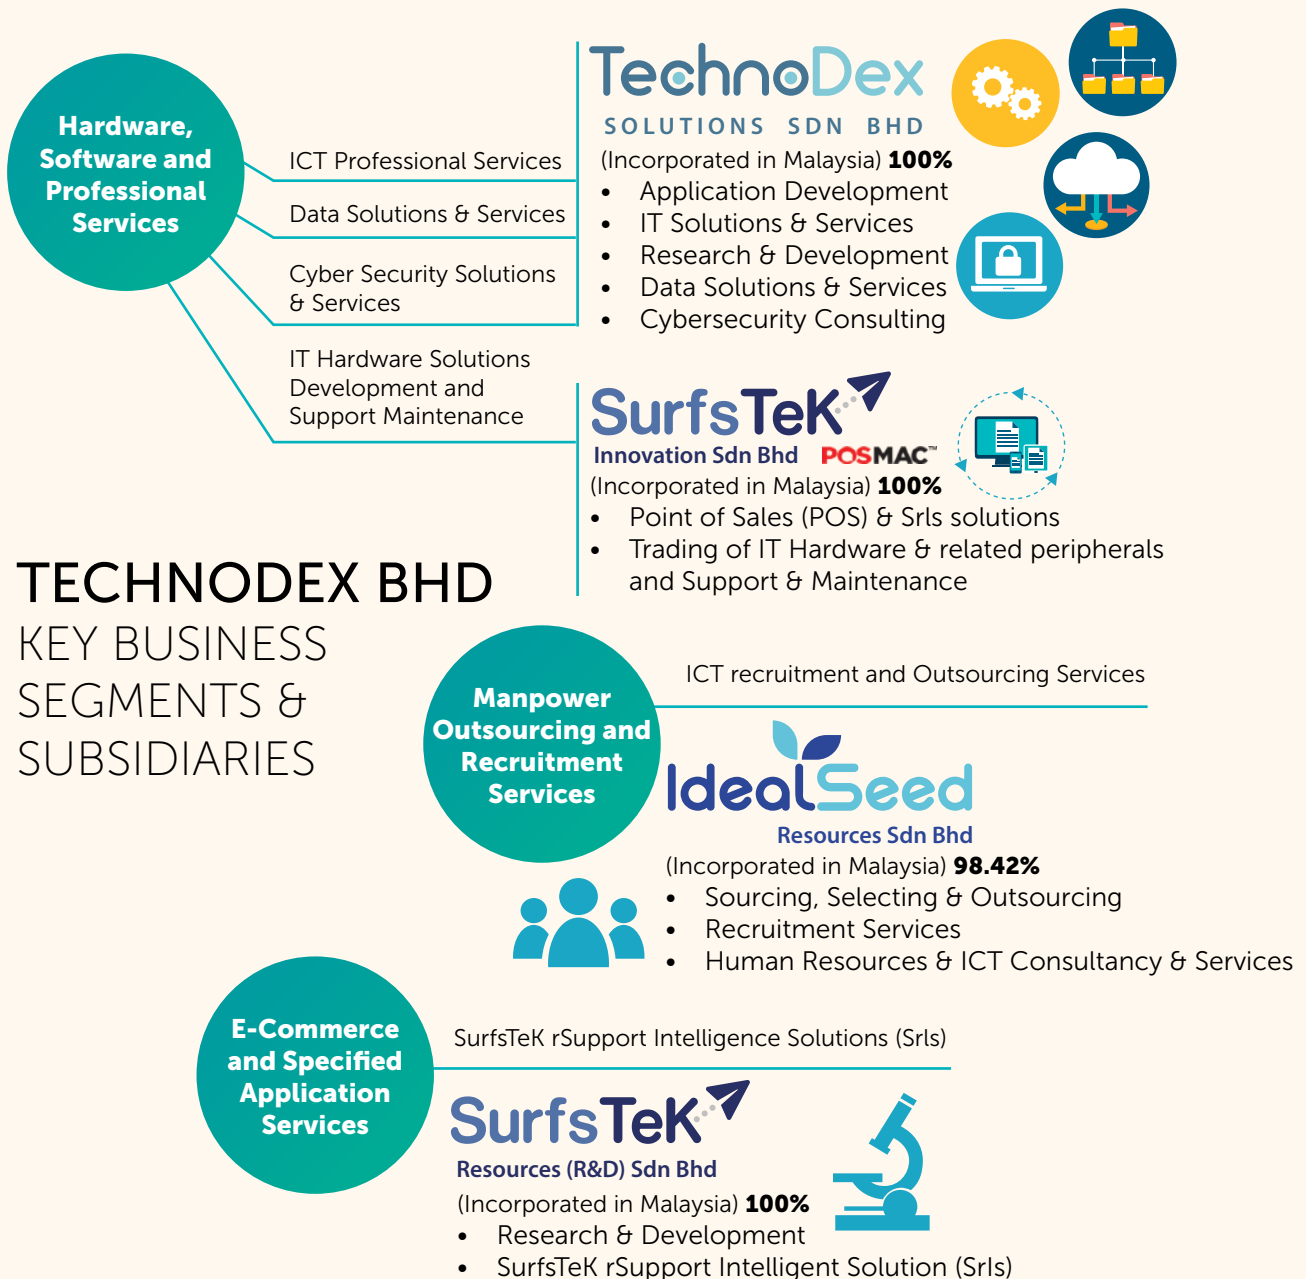 Hardware,
Software and
Professional
Services
ICT Professional Services
Data Solutions & Services
Cyber Security Solutions
& Services
IT Hardware Solutions
Development and
Support Maintenance
TechnoDex
SOLUTIONS SDN BHD
(Incorporated in Malaysia) 100%
• Application Development
• IT Solutions & Services
• Research & Development
• Data Solutions & Services
• Cybersecurity Consulting
SurfsTeK
Innovation Sdn Bhd POSMAC™
(Incorporated in Malaysia) 100%
• Point of Sales (POS) & SrIs solutions
• Trading of IT Hardware & related peripherals
and Support & Maintenance
TECHNODEX BHD
KEY BUSINESS
SEGMENTS &
SUBSIDIARIES
Manpower
Outsourcing and
Recruitment
Services
ICT recruitment and Outsourcing Services
IdealSeed
Resources Sdn Bhd
(Incorporated in Malaysia) 98.42%
• Sourcing, Selecting & Outsourcing
• Recruitment Services
• Human Resources & ICT Consultancy & Services
E-Commerce
and Specified
Application
Services
SurfsTeK rSupport Intelligence Solutions (SrIs)
SurfsTeK
Resources (R&D) Sdn Bhd
(Incorporated in Malaysia) 100%
• Research & Development
• SurfsTeK rSupport Intelligent Solution (SrIs)